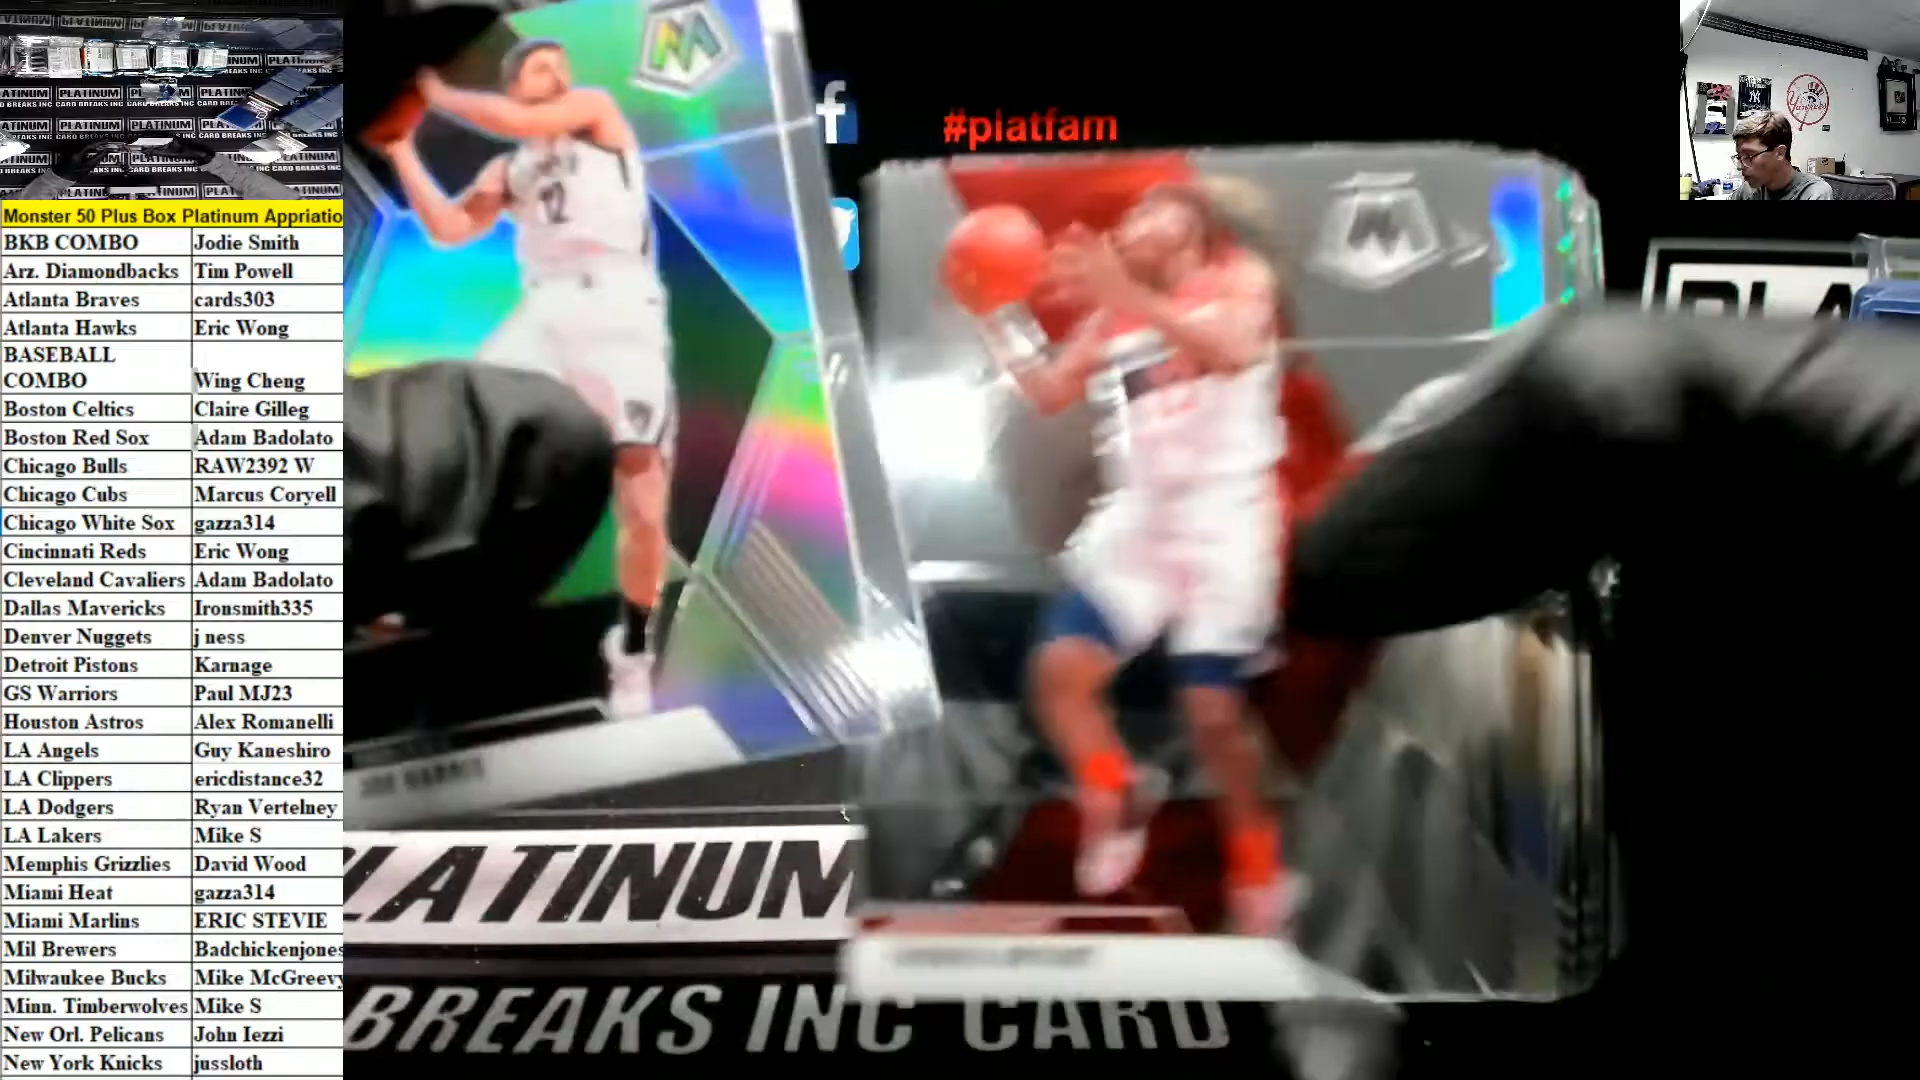 #platfam
Monster 50 Plus Box Platinum Appriatio
BKB COMBO Jodie Smith
Arz. Diamondbacks Tim Powell
Atlanta Braves cards303
Atlanta Hawks Eric Wong
BASEBALL
COMBO Wing Cheng
Boston Celtics Claire Gilleg
Boston Red Sox Adam Badolato
Chicago Bulls RAW2392 W
Chicago Cubs Marcus Coryell
Chicago White Sox gazza314
Cincinnati Reds Eric Wong
Cleveland Cavaliers Adam Badolato
Dallas Mavericks Ironsmith335
Denver Nuggets j ness
Detroit Pistons Karnage
GS Warriors Paul MJ23
Houston Astros Alex Romanelli
LA Angels Guy Kaneshiro
LA Clippers ericdistance32
LA Dodgers Ryan Vertelney
LA Lakers Mike S
Memphis Grizzlies David Wood
Miami Heat gazza314
Miami Marlins ERIC STEVIE
Mil Brewers Badchickenjones
Milwaukee Bucks Mike McGreevy
Minn. Timberwolves Mike S
New Orl. Pelicans John Iezzi
New York Knicks jussloth
12
JOE HARRIS
LATINUM
BREAKS INC CARD
PLA
Yankees